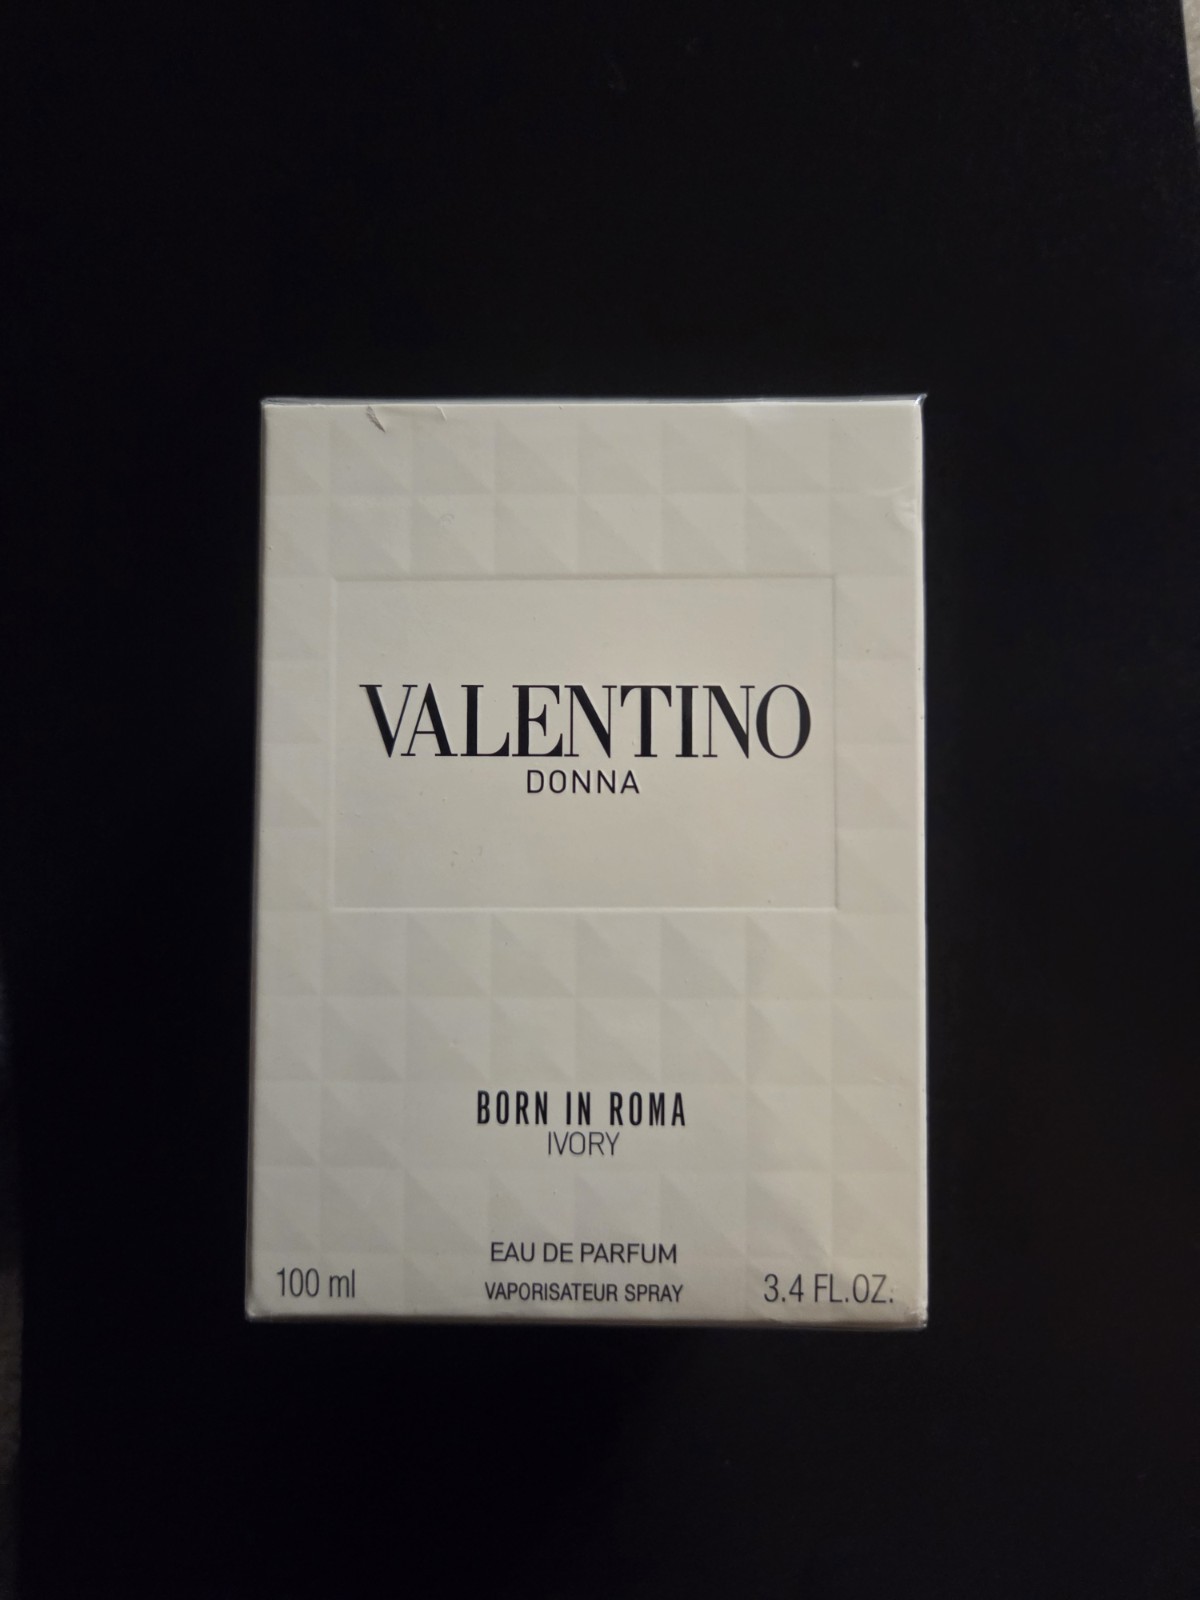 VALENTINO
DONNA
BORN IN ROMA
IVORY
EAU DE PARFUM
100 ml VAPORISATEUR SPRAY 3.4 FL.OZ.